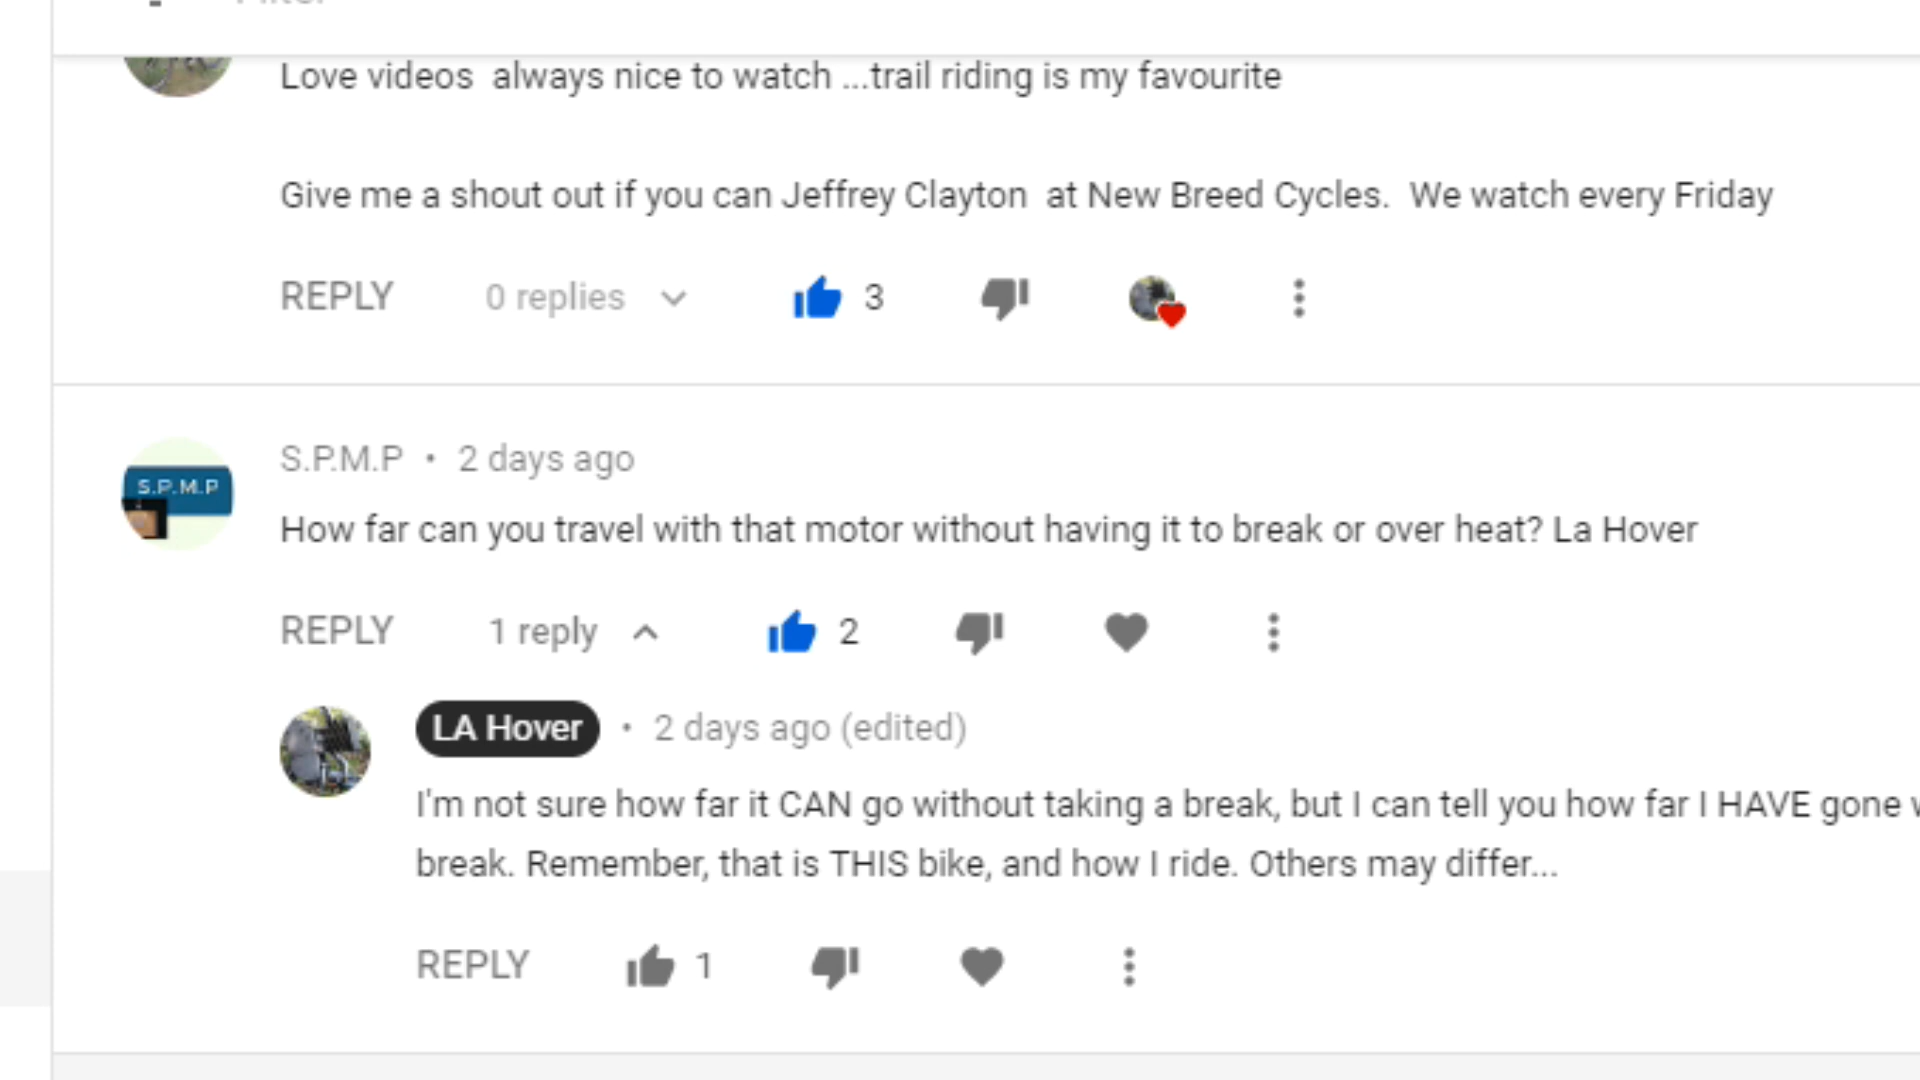 Love videos  always nice to watch ...trail riding is my favourite
Give me a shout out if you can Jeffrey Clayton  at New Breed Cycles.  We watch every Friday
REPLY 0 replies 3
S.P.M.P
S.P.M.P • 2 days ago
How far can you travel with that motor without having it to break or over heat? La Hover
REPLY 1 reply 2
LA Hover • 2 days ago (edited)
I'm not sure how far it CAN go without taking a break, but I can tell you how far I HAVE gone
break. Remember, that is THIS bike, and how I ride. Others may differ...
REPLY 1